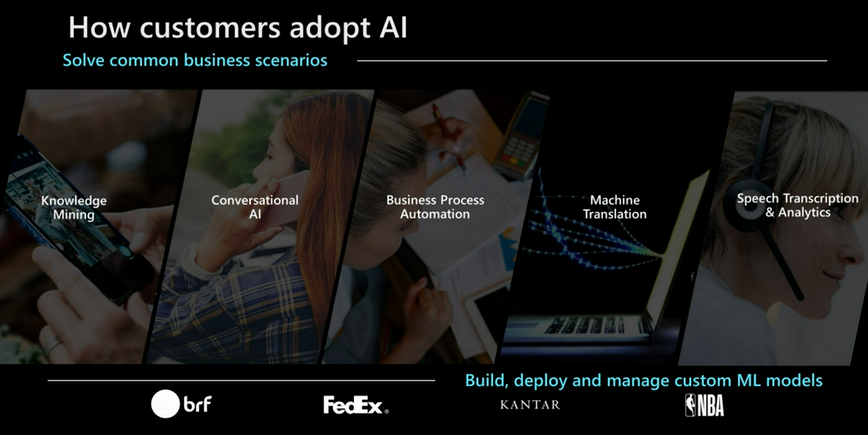 How customers adopt AI
Solve common business scenarios
Knowledge
Mining
Conversational
AI
Business Process
Automation
Machine
Translation
Speech Transcription
& Analytics
Build, deploy and manage custom ML models
brf
FedEx®
KANTAR
NBA